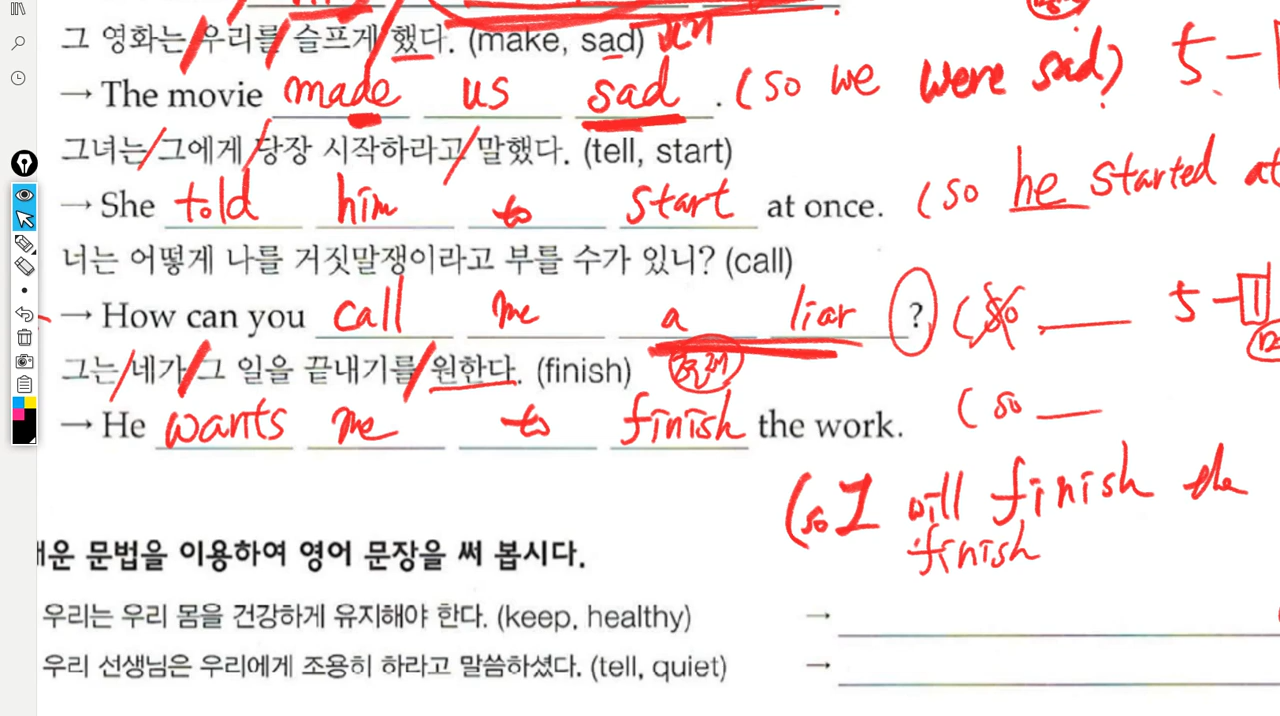 그 영화는 우리를 슬프게 했다. (make, sad)
→ The movie made us sad . (so we were sad) 5 -
그녀는 그에게 당장 시작하라고 말했다. (tell, start)
→ She told him to start at once. (so he started at
너는 어떻게 나를 거짓말쟁이라고 부를 수가 있니? (call)
→ How can you call me a liar ? (so 5 -
그는 네가 그 일을 끝내기를 원한다. (finish)
→ He wants me to finish the work. (so
(so I will finish the
finish
운 문법을 이용하여 영어 문장을 써 봅시다.
우리는 우리 몸을 건강하게 유지해야 한다. (keep, healthy) →
우리 선생님은 우리에게 조용히 하라고 말씀하셨다. (tell, quiet) →